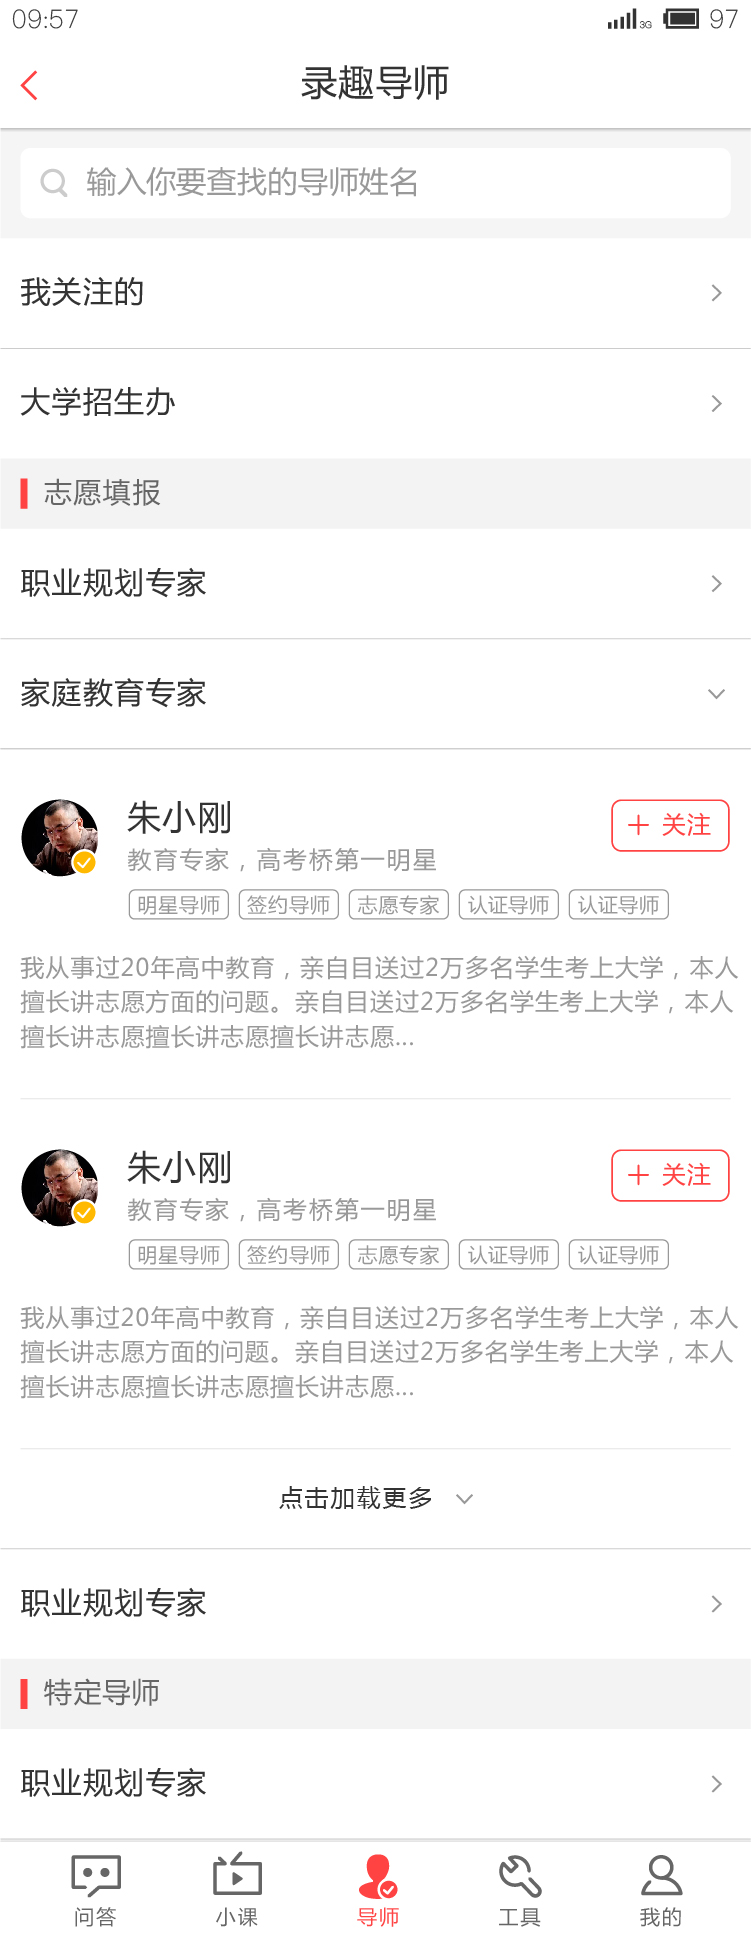 09:57
3G 97
录趣导师
输入你要查找的导师姓名
我关注的
大学招生办
志愿填报
职业规划专家
家庭教育专家
朱小刚
关注
教育专家，高考桥第一明星
明星导师 签约导师 志愿专家 认证导师 认证导师
我从事过20年高中教育，亲自目送过2万多名学生考上大学，本人
擅长讲志愿方面的问题。亲自目送过2万多名学生考上大学，本人
擅长讲志愿擅长讲志愿擅长讲志愿...
朱小刚
关注
教育专家，高考桥第一明星
明星导师 签约导师 志愿专家 认证导师 认证导师
我从事过20年高中教育，亲自目送过2万多名学生考上大学，本人
擅长讲志愿方面的问题。亲自目送过2万多名学生考上大学，本人
擅长讲志愿擅长讲志愿擅长讲志愿...
点击加载更多
职业规划专家
特定导师
职业规划专家
问答 小课 导师 工具 我的